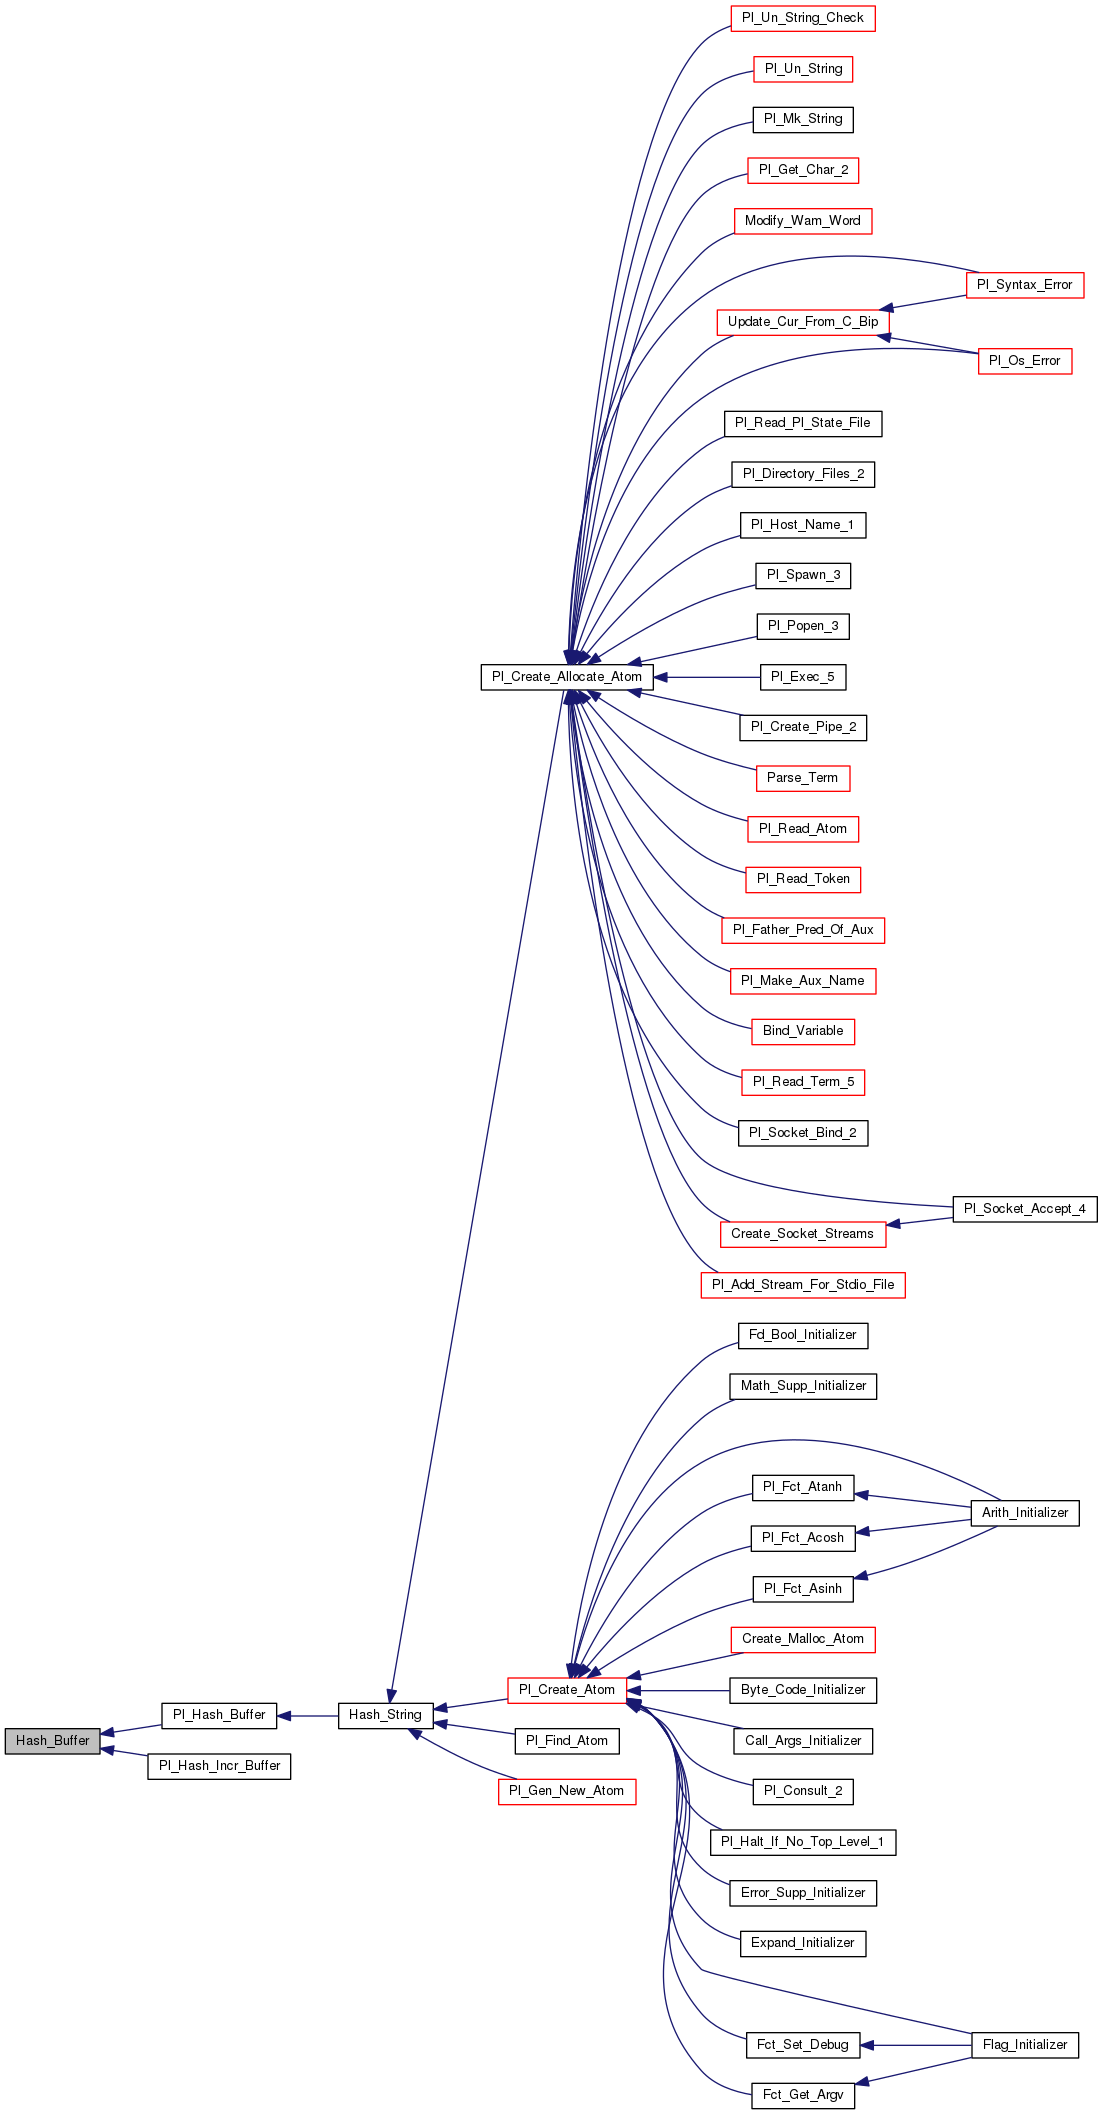 Pl_Un_String_Check
Pl_Un_String
Pl_Mk_String
Pl_Get_Char_2
Modify_Wam_Word
Pl_Syntax_Error
Update_Cur_From_C_Bip
Pl_Os_Error
Pl_Read_Pl_State_File
Pl_Directory_Files_2
Pl_Host_Name_1
Pl_Spawn_3
Pl_Popen_3
Pl_Create_Allocate_Atom
Pl_Exec_5
Pl_Create_Pipe_2
Parse_Term
Pl_Read_Atom
Pl_Read_Token
Pl_Father_Pred_Of_Aux
Pl_Make_Aux_Name
Bind_Variable
Pl_Read_Term_5
Pl_Socket_Bind_2
Pl_Socket_Accept_4
Create_Socket_Streams
Pl_Add_Stream_For_Stdio_File
Fd_Bool_Initializer
Math_Supp_Initializer
Pl_Fct_Atanh
Arith_Initializer
Pl_Fct_Acosh
Pl_Fct_Asinh
Create_Malloc_Atom
Pl_Create_Atom
Byte_Code_Initializer
Pl_Hash_Buffer
Hash_String
Hash_Buffer
Pl_Find_Atom
Call_Args_Initializer
Pl_Hash_Incr_Buffer
Pl_Gen_New_Atom
Pl_Consult_2
Pl_Halt_If_No_Top_Level_1
Error_Supp_Initializer
Expand_Initializer
Fct_Set_Debug
Flag_Initializer
Fct_Get_Argv